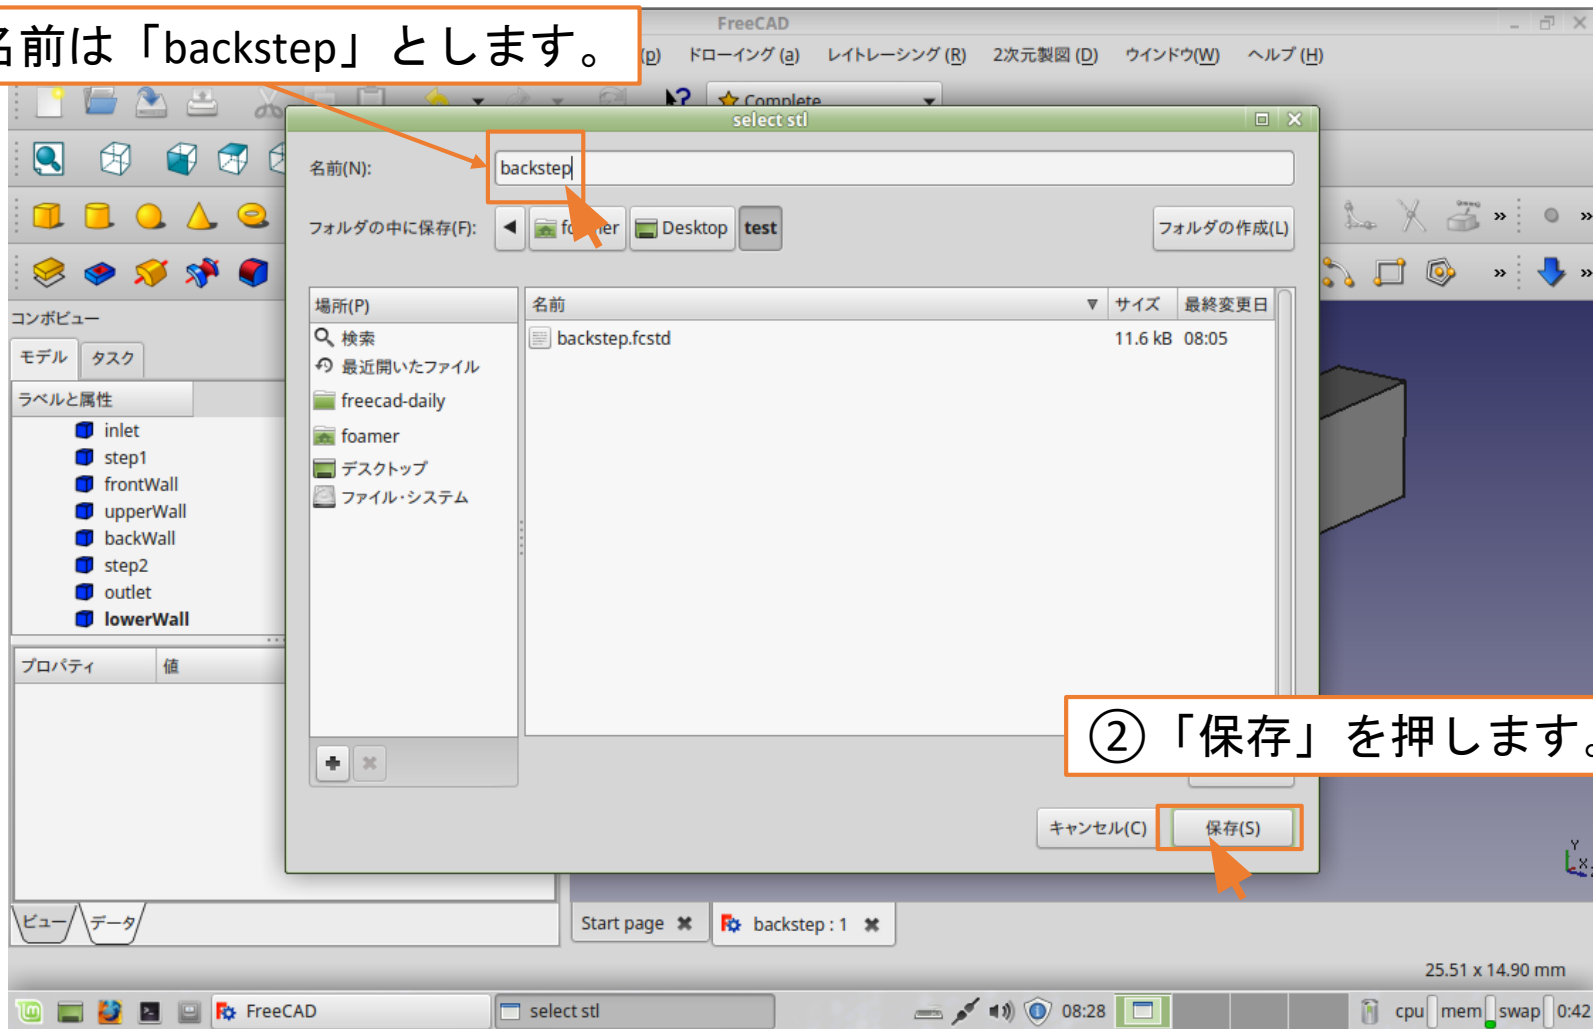 名前は「backstep」とします。
FreeCAD
(p) ドローイング (a) レイトレーシング (R) 2次元製図 (D) ウインドウ(W) ヘルプ (H)
Complete
select stl
名前(N): backstep
フォルダの中に保存(F): Desktop test フォルダの作成(L)
場所(P) 名前 サイズ 最終変更日
検索 backstep.fcstd 11.6 kB 08:05
最近開いたファイル
freecad-daily
foamer
デスクトップ
ファイル・システム
コンボビュー
モデル タスク
ラベルと属性
inlet
step1
frontWall
upperWall
backWall
step2
outlet
lowerWall
プロパティ 値
②「保存」を押します。
キャンセル(C) 保存(S)
ビュー データ
Start page backstep : 1
Y
X
25.51 x 14.90 mm
FreeCAD select stl 08:28 cpu mem swap 0:42